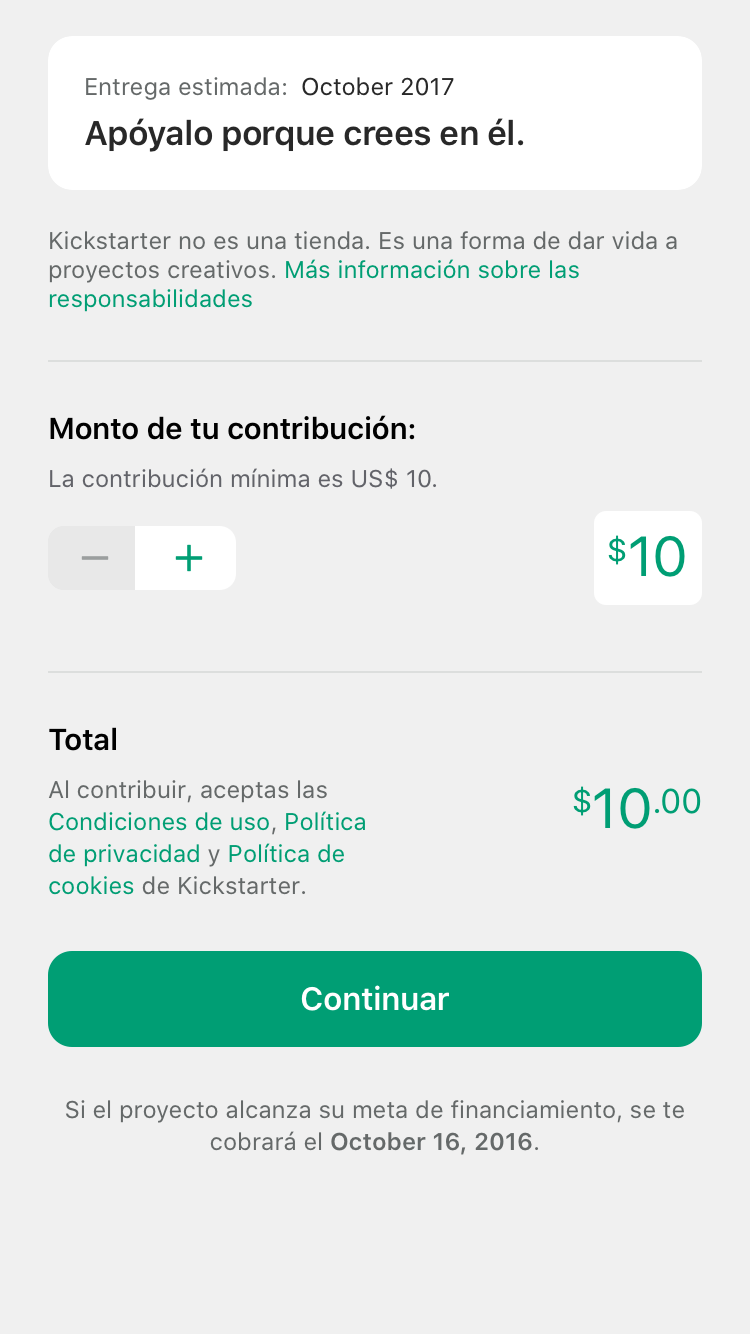 Entrega estimada: October 2017
Apóyalo porque crees en él.
Kickstarter no es una tienda. Es una forma de dar vida a
proyectos creativos. Más información sobre las
responsabilidades
Monto de tu contribución:
La contribución mínima es US$ 10.
$10
Total
Al contribuir, aceptas las
Condiciones de uso, Política
de privacidad y Política de
cookies de Kickstarter.
$10.00
Continuar
Si el proyecto alcanza su meta de financiamiento, se te
cobrará el October 16, 2016.